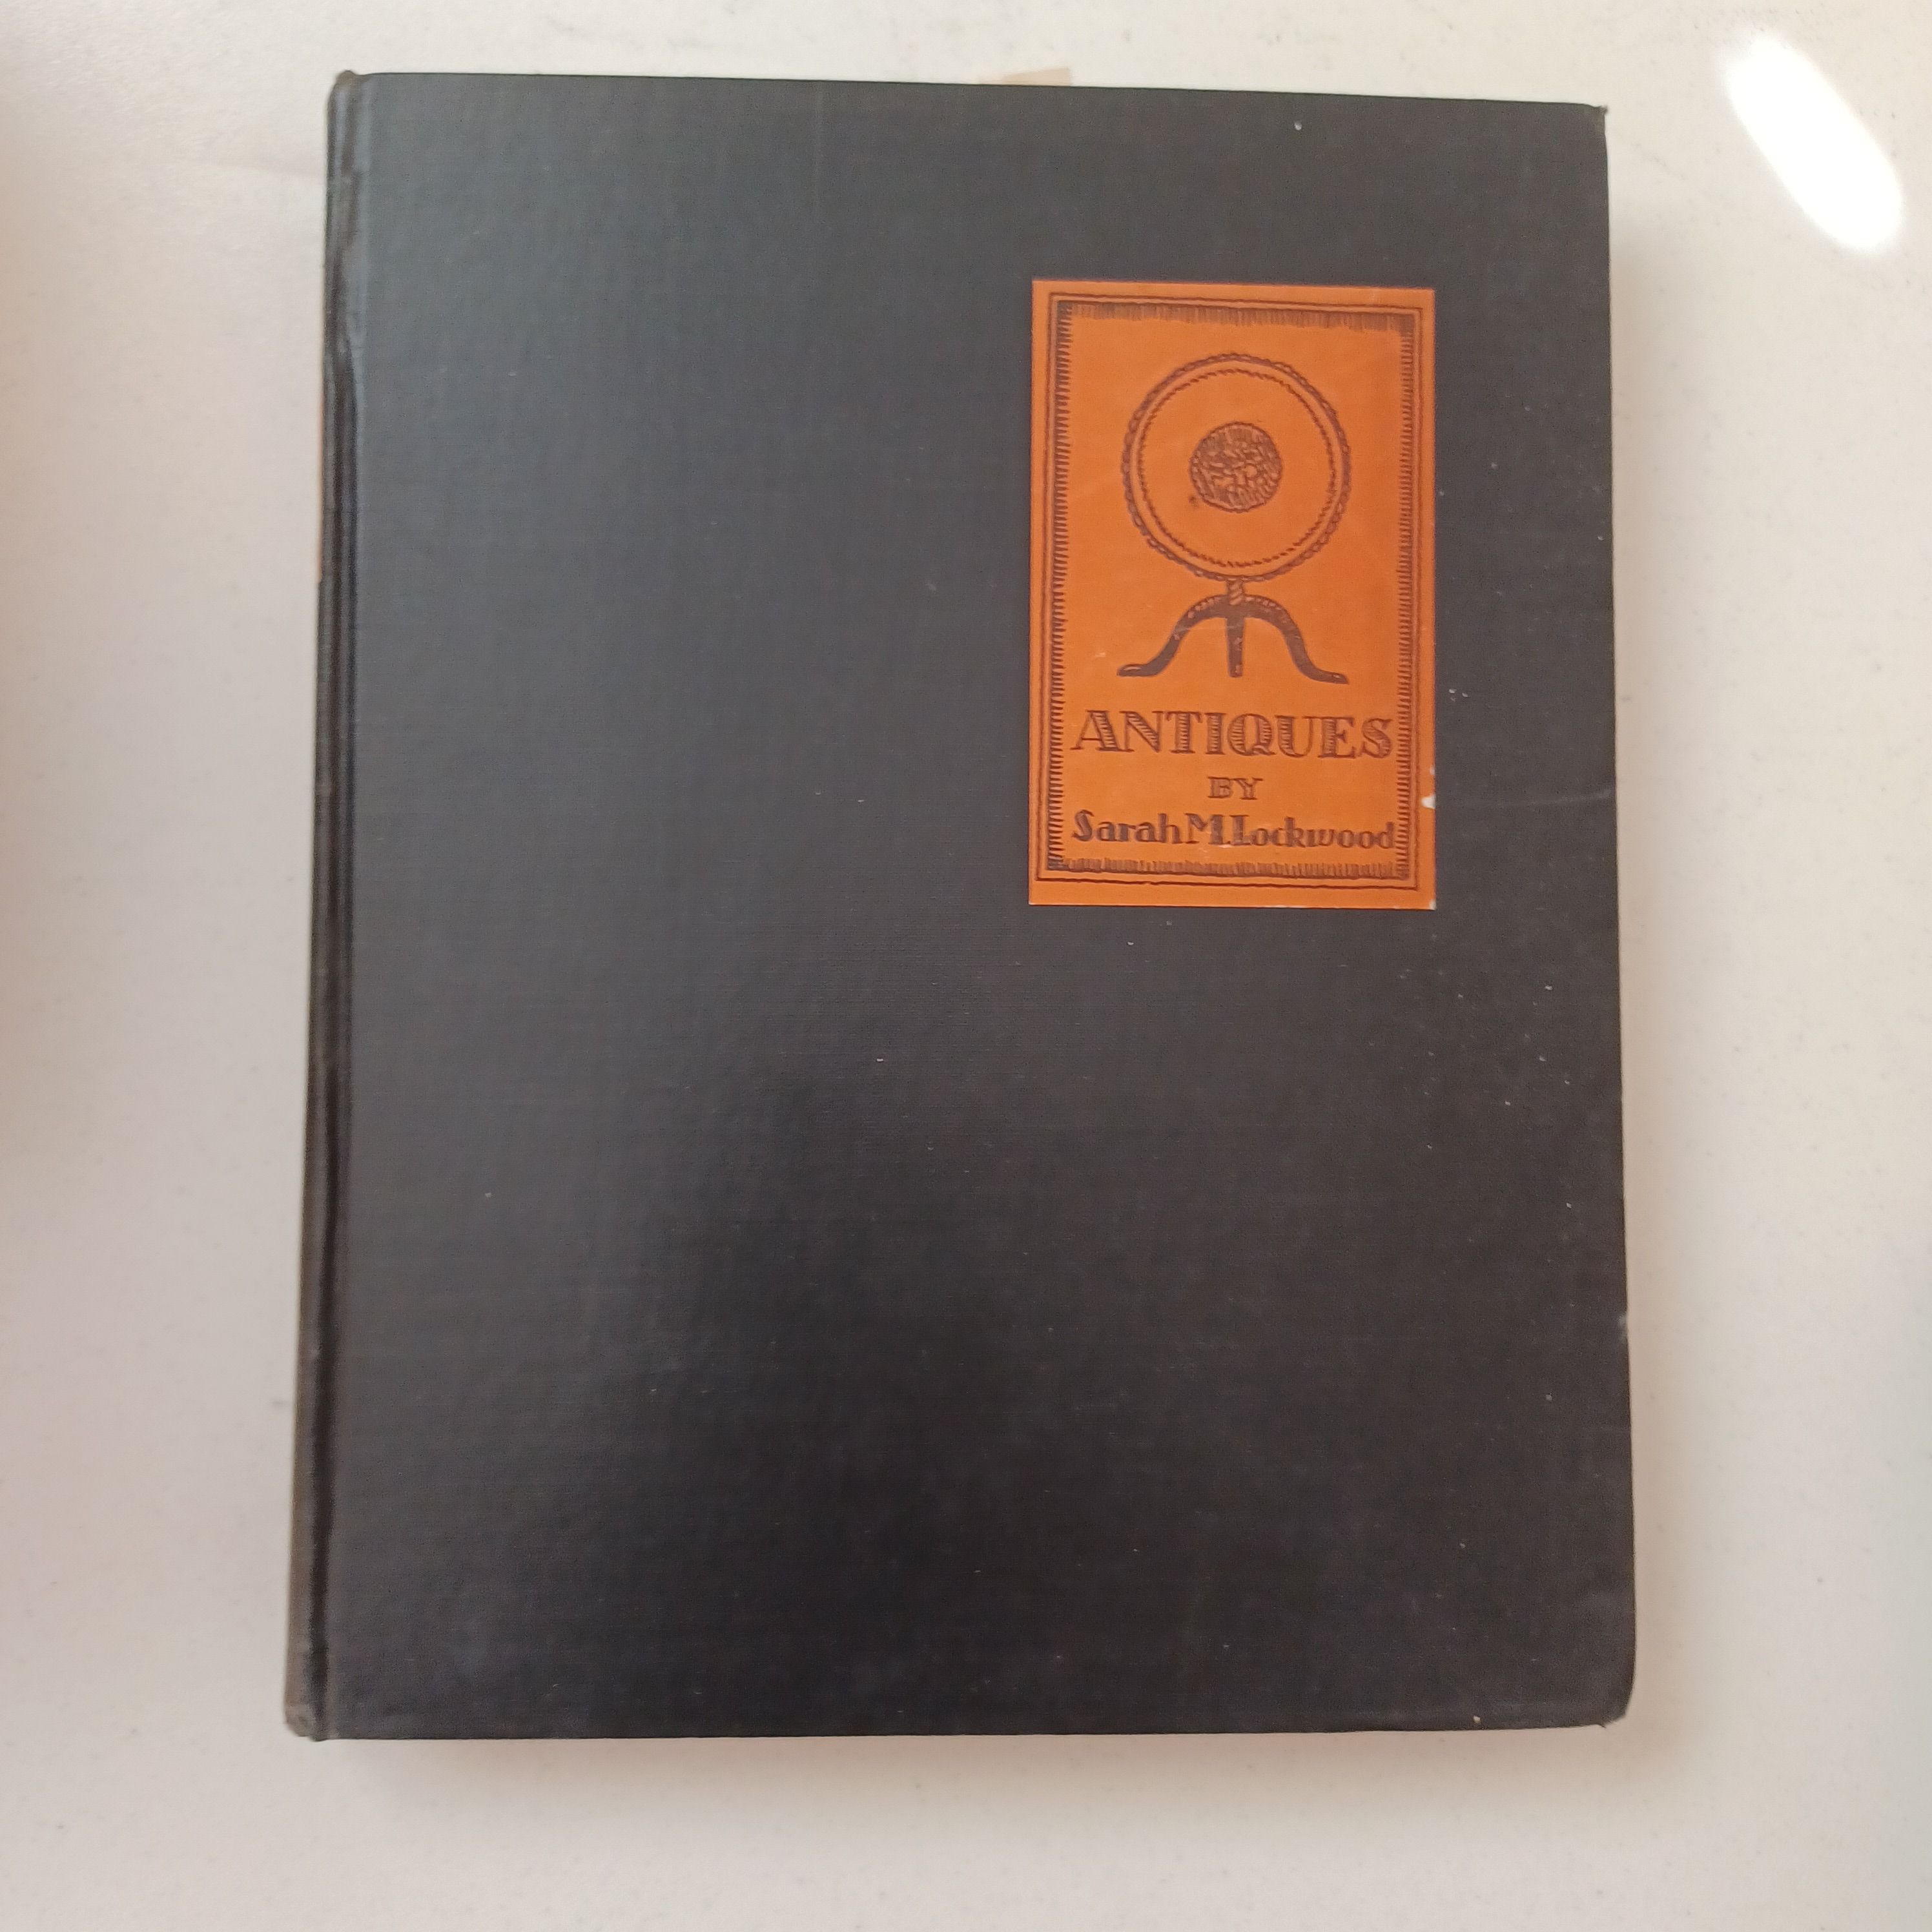 ANTIQUES
BY
Sarah M. Lockwood